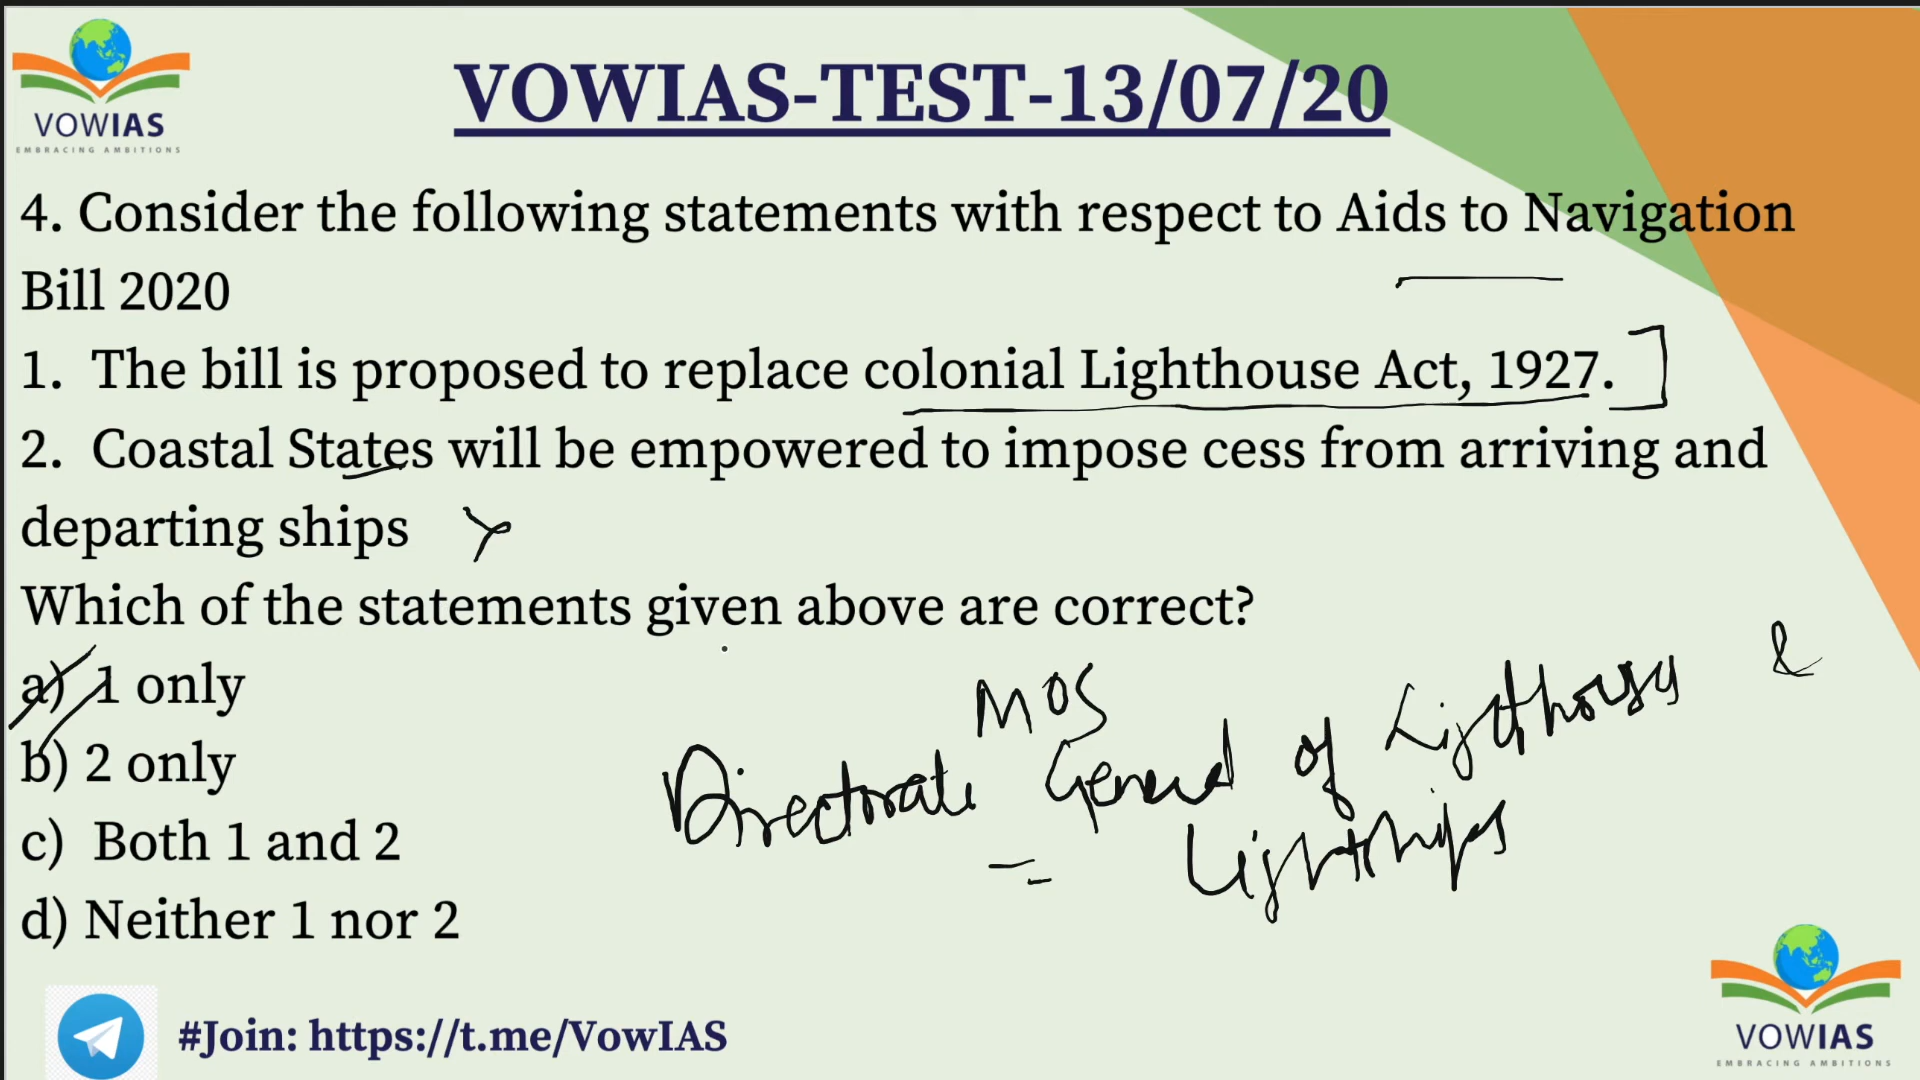 VOWIAS
EMBRACING AMBITIONS
VOWIAS-TEST-13/07/20
4. Consider the following statements with respect to Aids to Navigation
Bill 2020
1. The bill is proposed to replace colonial Lighthouse Act, 1927.
2. Coastal States will be empowered to impose cess from arriving and
departing ships
Which of the statements given above are correct?
a) 1 only
b) 2 only
c) Both 1 and 2
d) Neither 1 nor 2
MOS
Directorate General of Lighthouses &
Lightships
#Join: https://t.me/VowIAS
VOWIAS
EMBRACING AMBITIONS